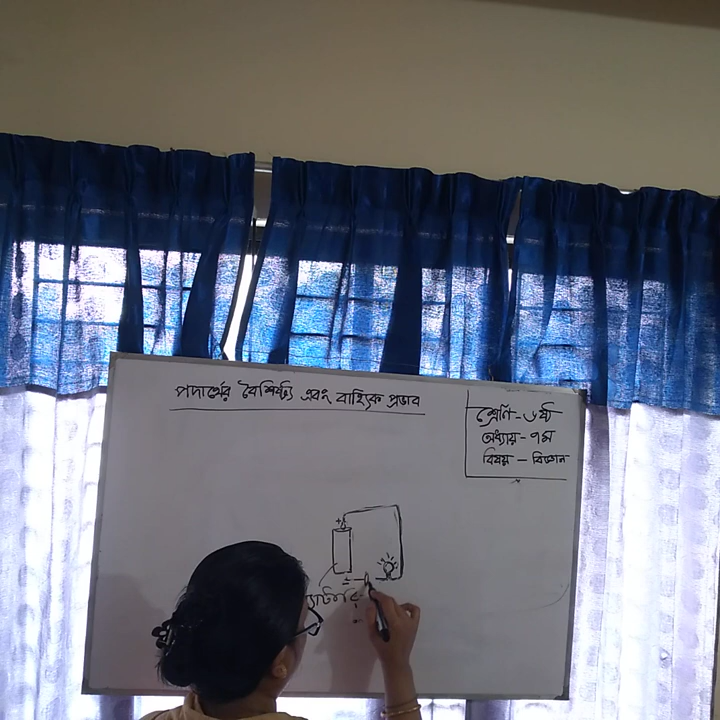 পদার্থের বৈশিষ্ট্য এবং বাহ্যিক প্রভাব
শ্রেণি - ৬ষ্ঠ
অধ্যায় - ৭ম
বিষয় - বিজ্ঞান
+